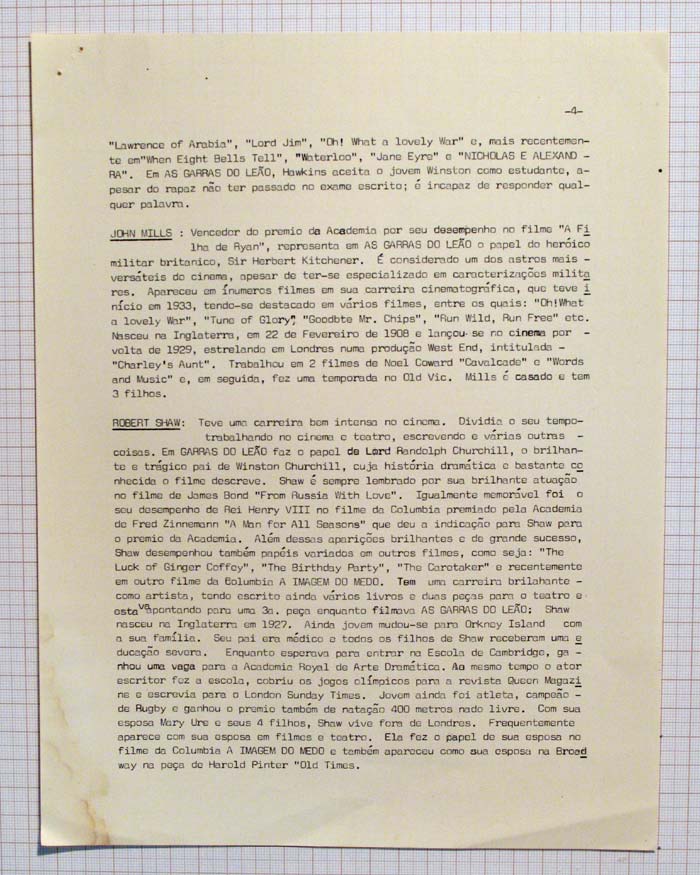 -4-
"Lawrence of Arabia", "Lord Jim", "Oh! What a lovely War" e, mais recentemen-
te em"When Eight Bells Tell", "Waterloo", "Jane Eyre" e "NICHOLAS E ALEXAND -
RA". Em AS GARRAS DO LEÃO, Hawkins aceita o jovem Winston como estudante, a-
pesar do rapaz não ter passado no exame escrito; é incapaz de responder qual-
quer palavra.
JOHN MILLS : Vencedor do premio da Academia por seu desempenho no filme "A Fi
lha de Ryan", representa em AS GARRAS DO LEÃO o papel do heróico
militar britanico, Sir Herbert Kitchener. É considerado um dos astros mais -
versáteis do cinema, apesar de ter-se especializado em caracterizações milita
res. Apareceu em ínumeros filmes em sua carreira cinematográfica, que teve i
nício em 1933, tendo-se destacado em vários filmes, entre os quais: "Oh!What
a lovely War", "Tune of Glory", "Goodbte Mr. Chips", "Run Wild, Run Free" etc.
Nasceu na Inglaterra, em 22 de Fevereiro de 1908 e lançou-se no cinema por -
volta de 1929, estrelando em Londres numa produção West End, intitulada -
"Charley's Aunt". Trabalhou em 2 filmes de Noel Coward "Cavalcade" e "Words
and Music" e, em seguida, fez uma temporada no Old Vic. Mills é casado e tem
3 filhos.
ROBERT SHAW: Teve uma carreira bem intensa no cinema. Dividia o seu tempo-
trabalhando no cinema e teatro, escrevendo e várias outras -
coisas. Em GARRAS DO LEÃO faz o papel de Lord Randolph Churchill, o brilhan-
te e trágico pai de Winston Churchill, cuja história dramática e bastante co
nhecida o filme descreve. Shaw é sempre lembrado por sua brilhante atuação
no filme de James Bond "From Russia With Love". Igualmente memorável foi o
seu desempenho de Rei Henry VIII no filme da Columbia premiado pela Academia
de Fred Zinnemann "A Man for All Seasons" que deu a indicação para Shaw para
o premio da Academia. Além dessas aparições brilhantes e de grande sucesso,
Shaw desempenhou também papéis variados em outros filmes, como seja: "The
Luck of Ginger Coffey", "The Birthday Party", "The Caretaker" e recentemente
em outro filme da Columbia A IMAGEM DO MEDO. Tem uma carreira brilahante -
como artista, tendo escrito ainda vários livros e duas peças para o teatro e
esta va apontando para uma 3a. peça enquanto filmava AS GARRAS DO LEÃO: Shaw
nasceu na Inglaterra em 1927. Ainda jovem mudou-se para Orkney Island com
a sua família. Seu pai era médico e todos os filhos de Shaw receberam uma e
ducação severa. Enquanto esperava para entrar na Escola de Cambridge, ga -
nhou uma vaga para a Academia Royal de Arte Dramática. Ao mesmo tempo o ator
escritor fez a escola, cobriu os jogos olímpicos para a revista Queen Magazi
ne e escrevia para o London Sunday Times. Jovem ainda foi atleta, campeão -
de Rugby e ganhou o premio também de natação 400 metros nado livre. Com sua
esposa Mary Ure e seus 4 filhos, Shaw vive fora de Londres. Frequentemente
aparece com sua esposa em filmes e teatro. Ela fez o papel de sua esposa no
filme da Columbia A IMAGEM DO MEDO e também apareceu como sua esposa na Broad
way na peça de Harold Pinter "Old Times.